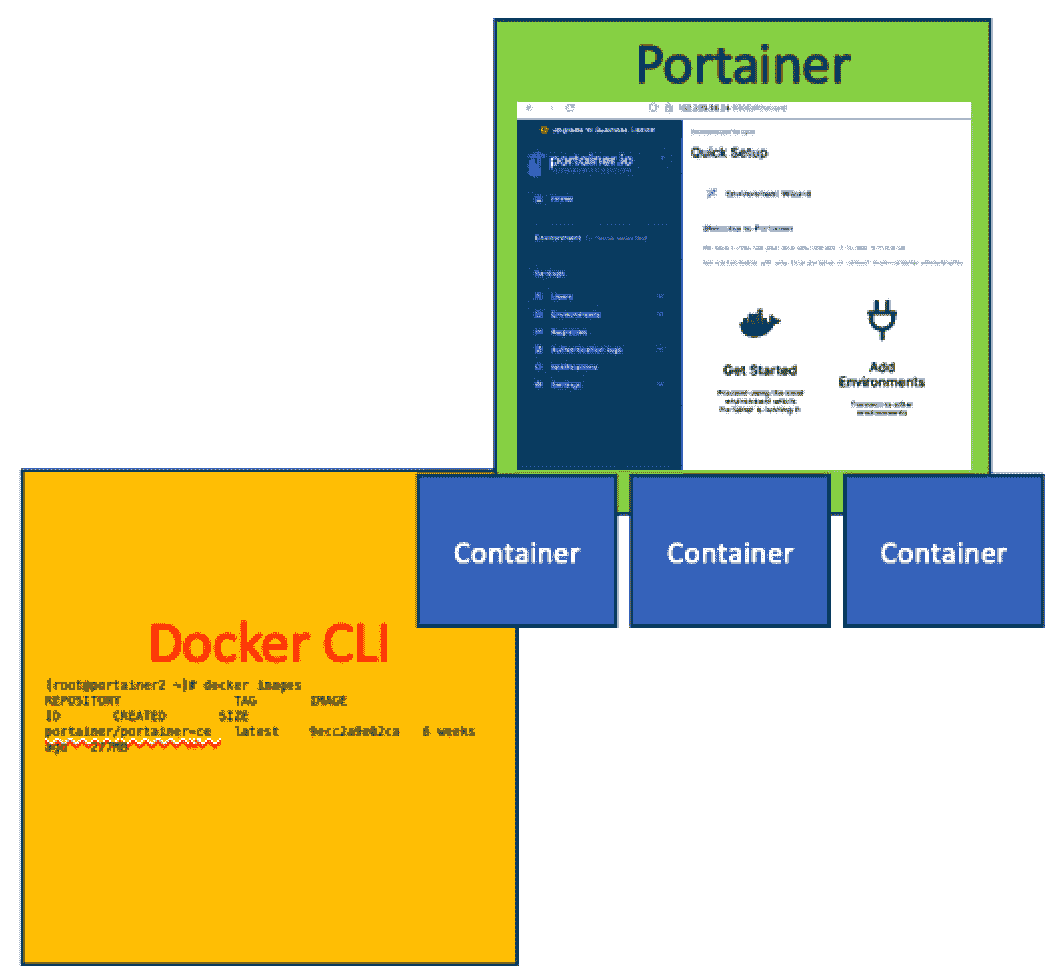 Portainer
Upgrade to Business Edition
portainer.io
Home
Environment
None selected
Settings
Users
Environments
Registries
Authentication logs
Notifications
Settings
Quick Setup
Environment Wizard
Welcome to Portainer
Get Started
Proceed using the local
environment which
Portainer is running in
Add
Environments
Connect to other
environments
Container
Container
Container
Docker CLI
[root@portainer2 ~]# docker images
REPOSITORY TAG IMAGE
ID CREATED SIZE
portainer/portainer-ce latest 6 weeks
ago 277MB